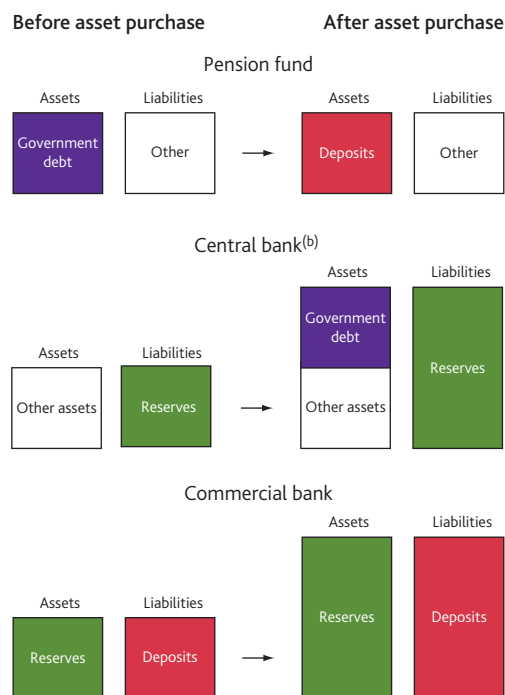 Before asset purchase After asset purchase
Pension fund
Assets Liabilities Assets Liabilities
Government
debt
Other
Deposits
Other
Central bank(b)
Assets Liabilities
Government
debt
Assets Liabilities
Reserves
Other assets
Reserves
Other assets
Commercial bank
Assets Liabilities
Assets Liabilities
Reserves
Deposits
Reserves
Deposits